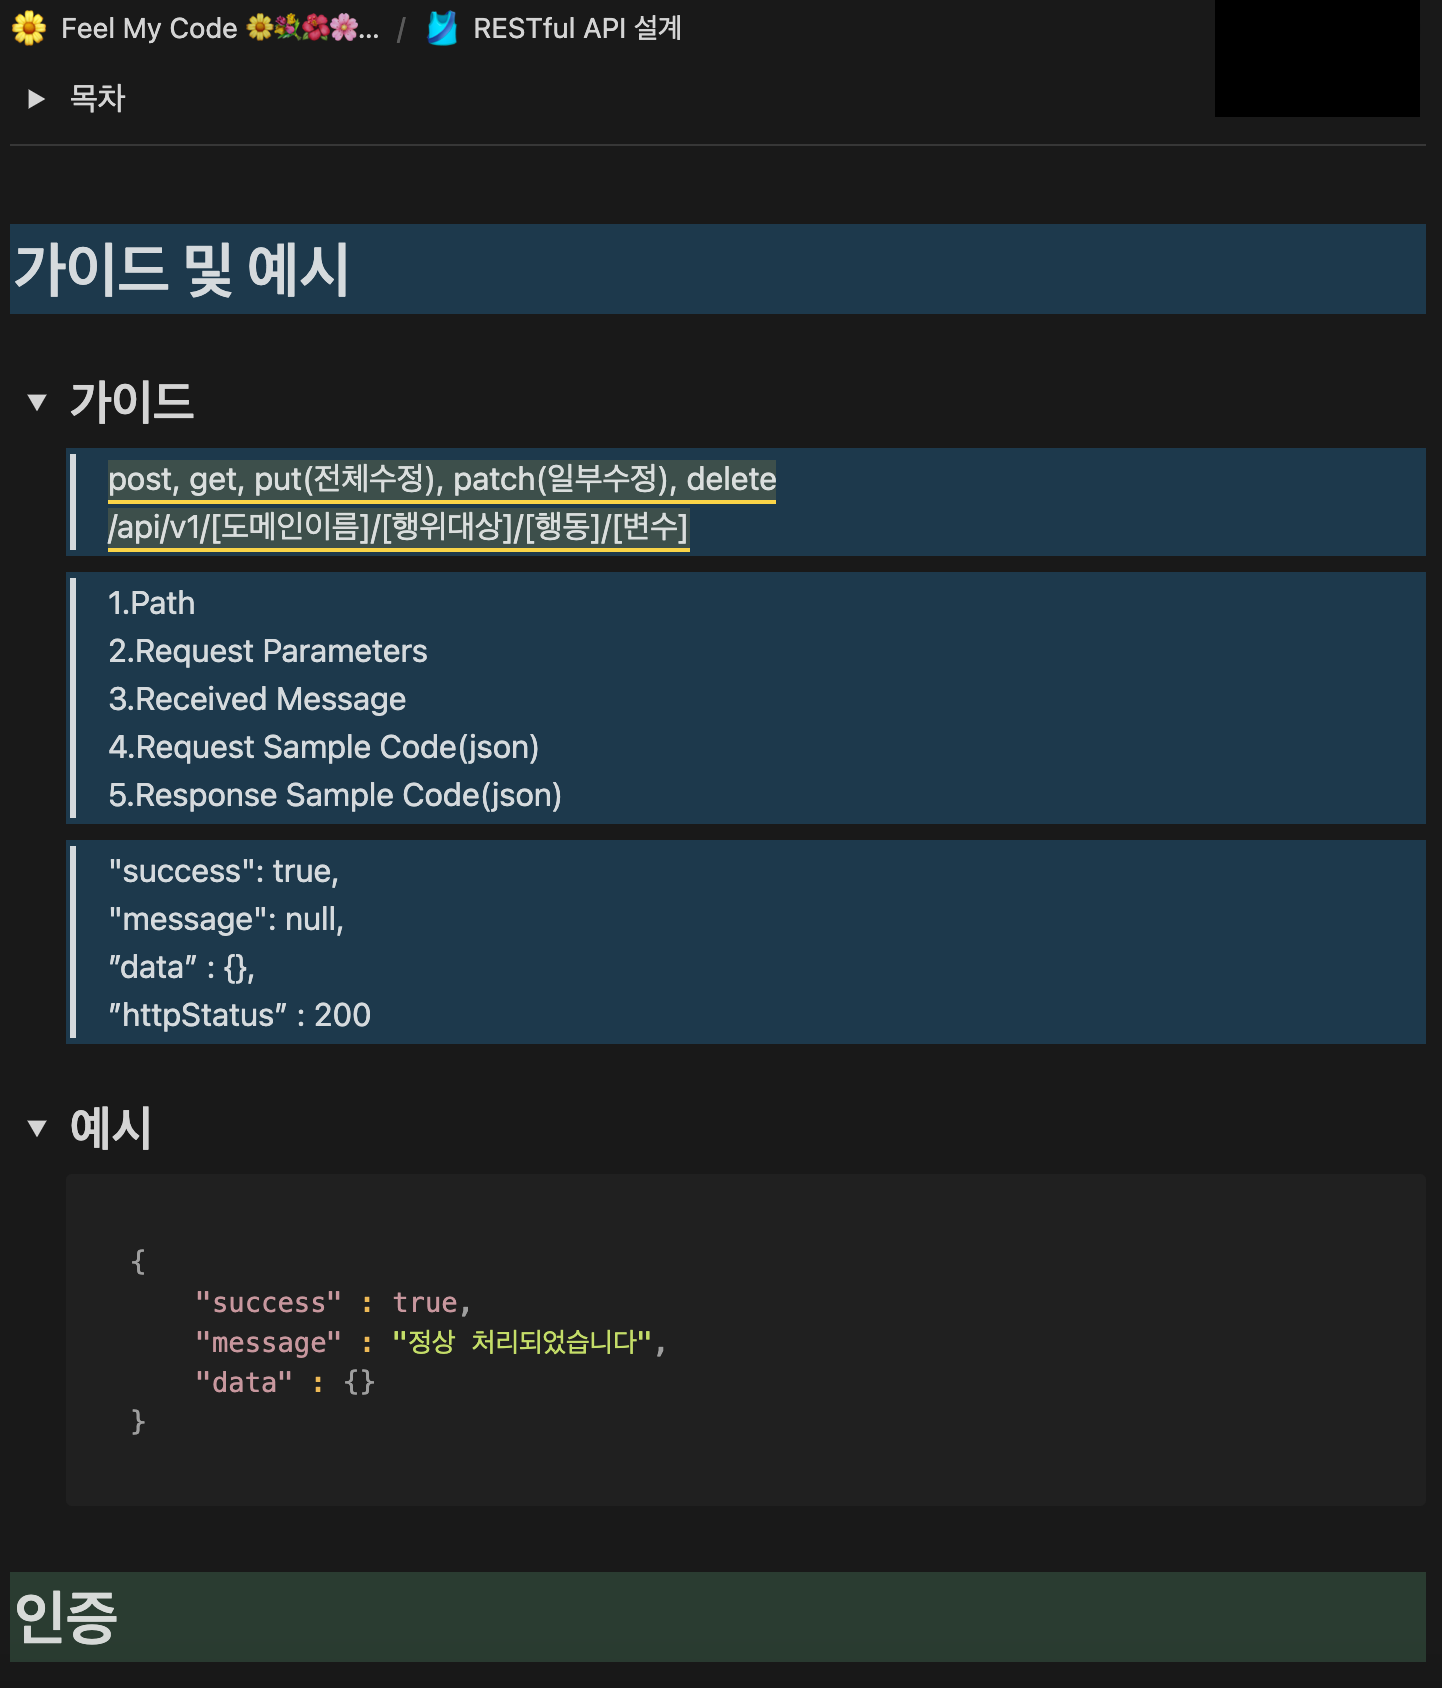 Feel My Code 🌼💐🌺🌸... / RESTful API 설계
목차
가이드 및 예시
가이드
post, get, put(전체수정), patch(일부수정), delete
/api/v1/[도메인이름]/[행위대상]/[행동]/[변수]
1.Path
2.Request Parameters
3.Received Message
4.Request Sample Code(json)
5.Response Sample Code(json)
"success": true,
"message": null,
”data” : {},
”httpStatus” : 200
예시
{
"success" : true,
"message" : "정상 처리되었습니다",
"data" : {}
}
인증